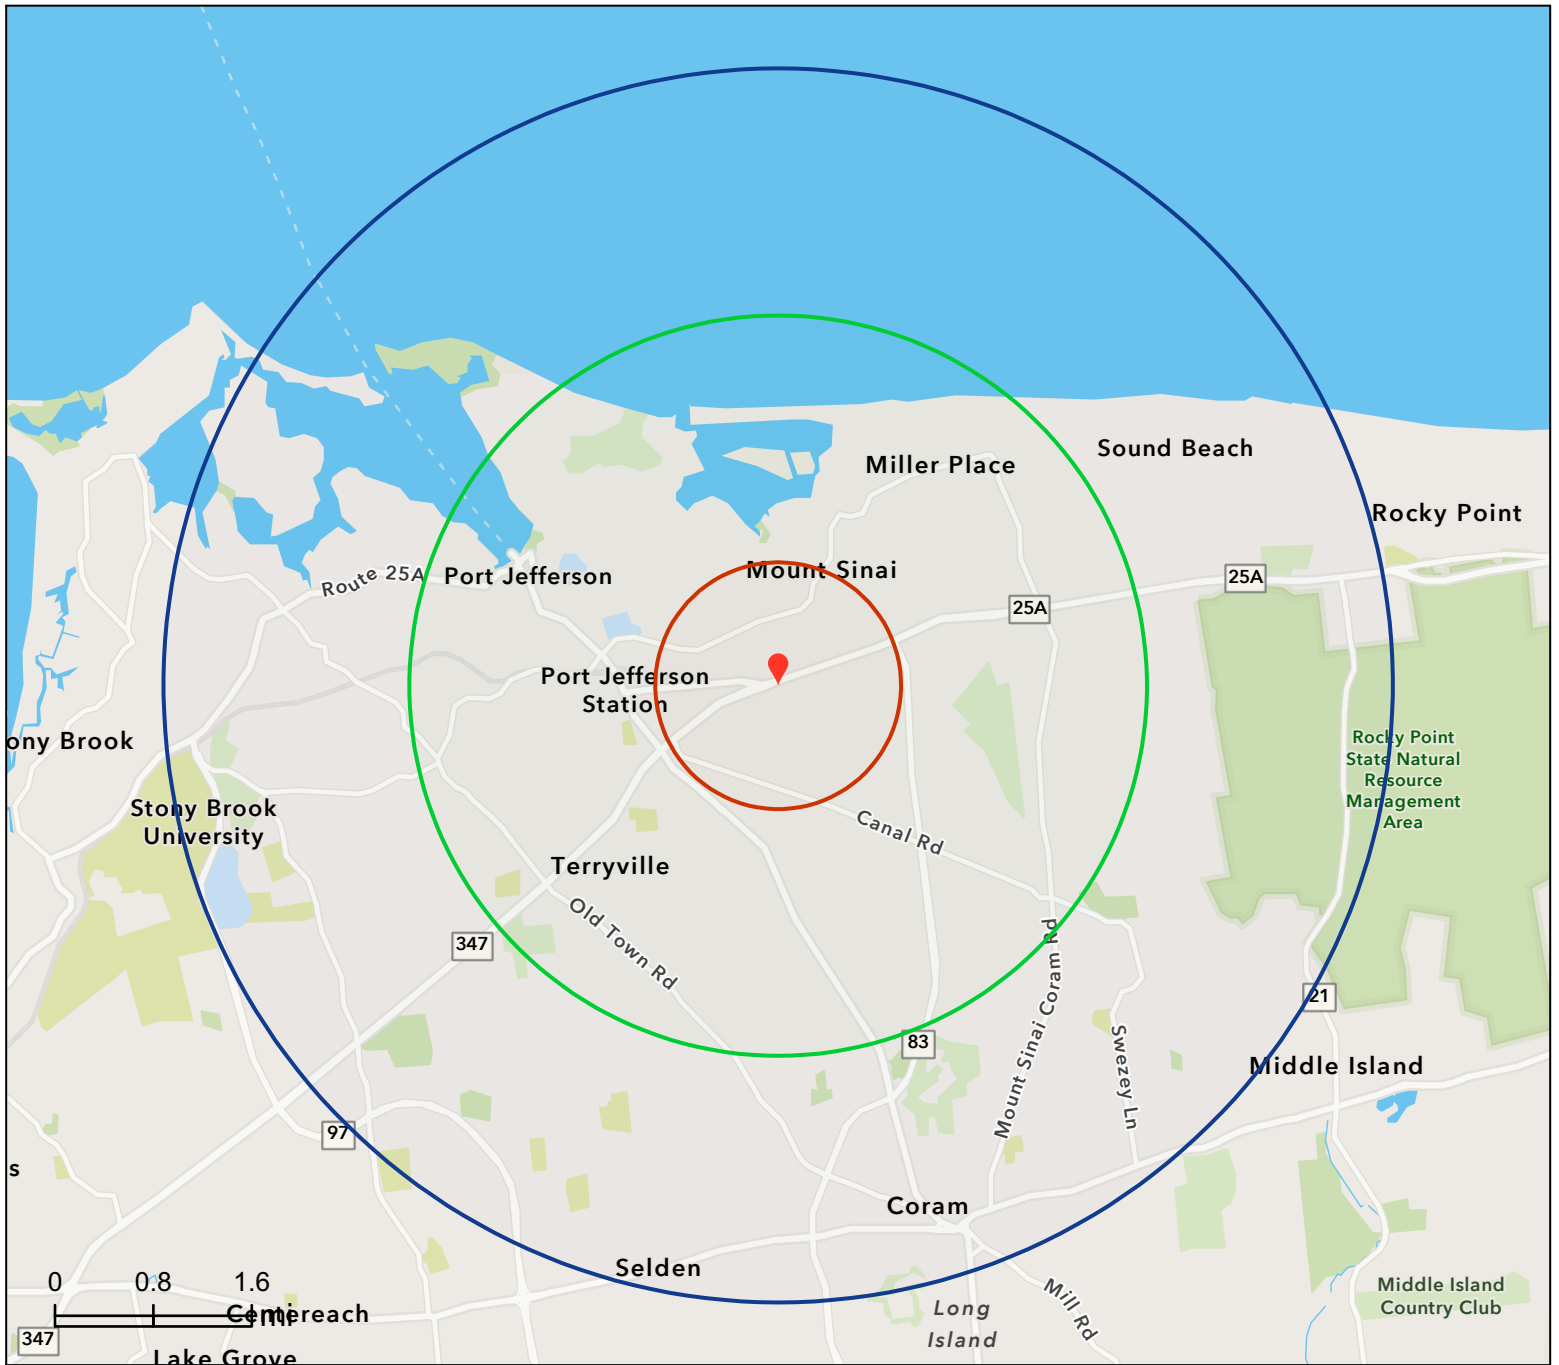 Miller Place
Sound Beach
Rocky Point
Mount Sinai
Route 25A
Port Jefferson
25A
25A
Port Jefferson
Station
ony Brook
Rocky Point
State Natural
Resource
Management
Area
Stony Brook
University
Canal Rd
Terryville
Old Town Rd
347
Mount Sinai Coram Rd
21
83
Swezey Ln
Middle Island
97
s
Coram
Selden
0 0.8 1.6
mi
Centereach
Mill Rd
Long
Island
Middle Island
Country Club
347
Lake Grove